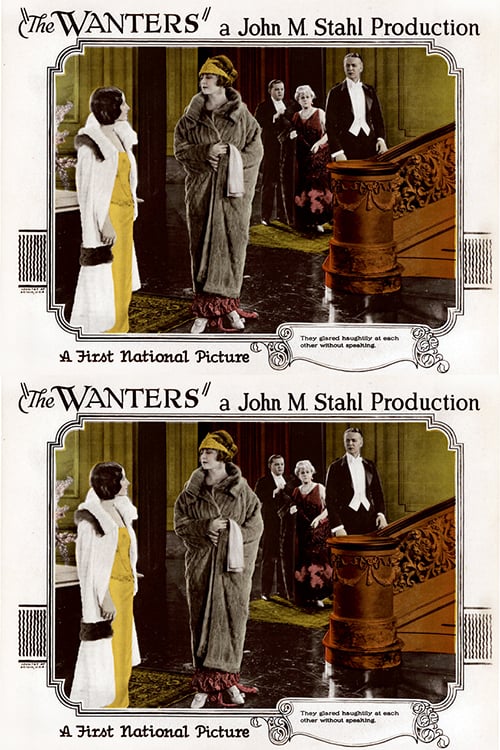 "The WANTERS" a John M. Stahl Production
They glared haughtily at each
other without speaking.
A First National Picture
"The WANTERS" a John M. Stahl Production
They glared haughtily at each
other without speaking.
A First National Picture